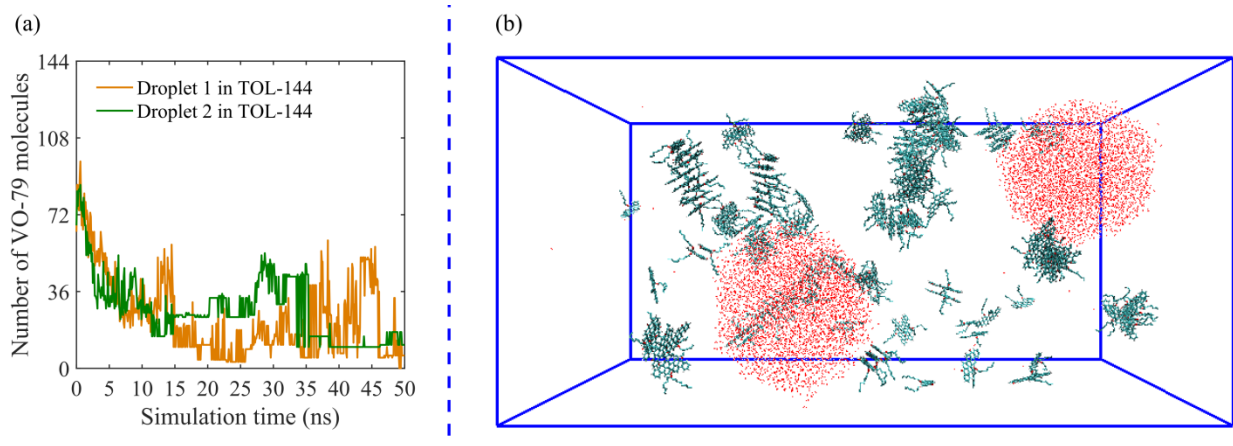 (a)
Number of VO-79 molecules
144
108
72
36
0
Droplet 1 in TOL-144
Droplet 2 in TOL-144
0 5 10 15 20 25 30 35 40 45 50
Simulation time (ns)
(b)